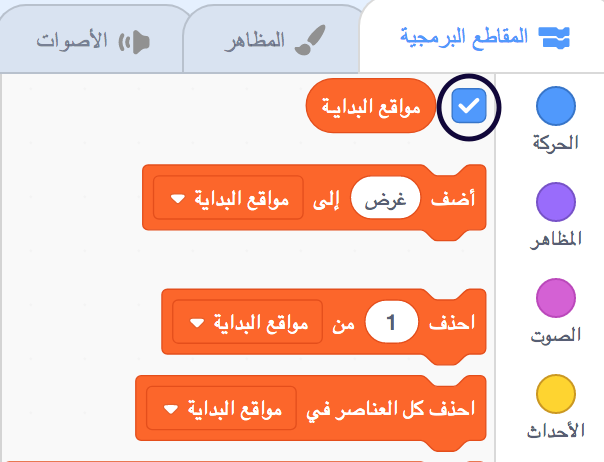 المقاطع البرمجية
المظاهر
الأصوات
الحركة
المظاهر
الصوت
الأحداث
مواقع البداية
أضف غرض إلى مواقع البداية
احذف 1 من مواقع البداية
احذف كل العناصر في مواقع البداية